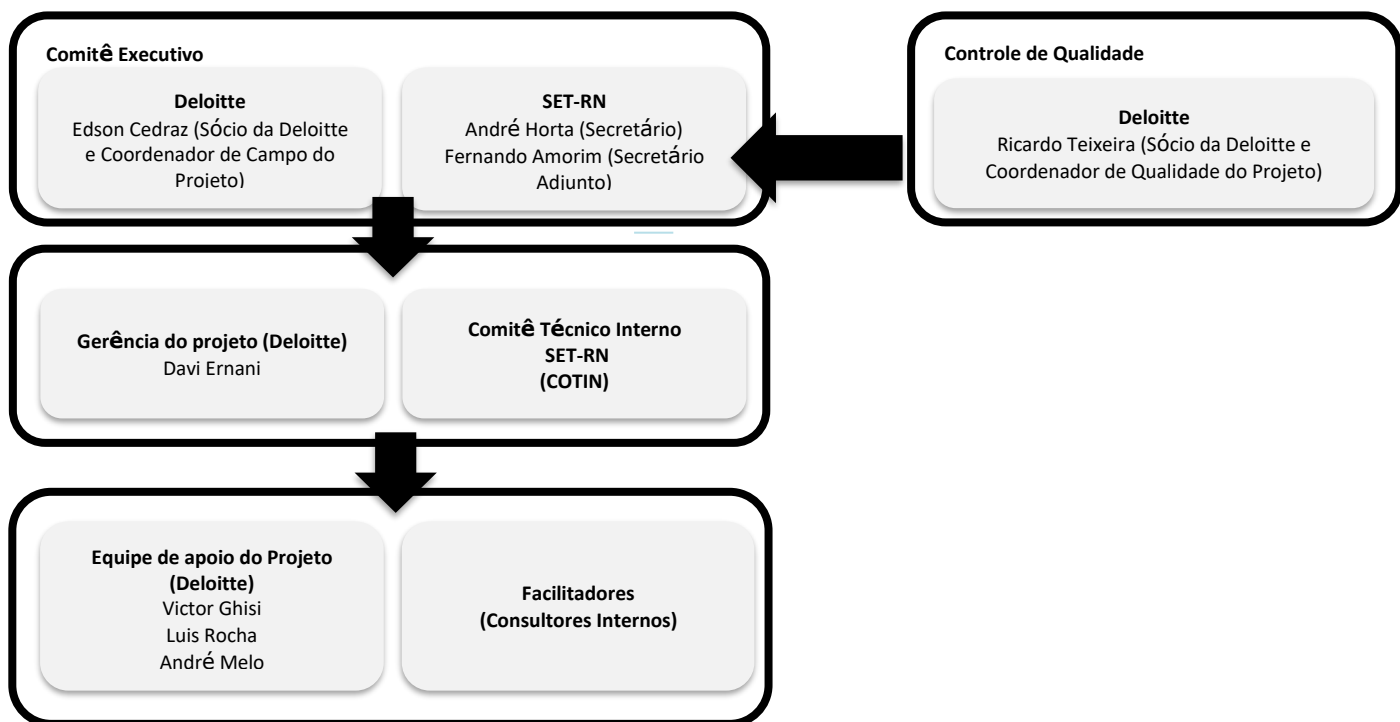 Comitê Executivo
Deloitte
Edson Cedraz (Sócio da Deloitte
e Coordenador de Campo do
Projeto)
SET-RN
André Horta (Secretário)
Fernando Amorim (Secretário
Adjunto)
Controle de Qualidade
Deloitte
Ricardo Teixeira (Sócio da Deloitte e
Coordenador de Qualidade do Projeto)
Gerência do projeto (Deloitte)
Davi Ernani
Comitê Técnico Interno
SET-RN
(COTIN)
Equipe de apoio do Projeto
(Deloitte)
Victor Ghisi
Luis Rocha
André Melo
Facilitadores
(Consultores Internos)